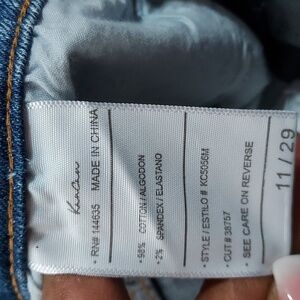 KanCan
· RN# 144635 MADE IN CHINA
· 98% COTTON / ALGODON
· 2% SPANDEX / ELASTANO
· STYLE / ESTILO # KC5056M
· CUT # 38757
· SEE CARE ON REVERSE
11 / 29